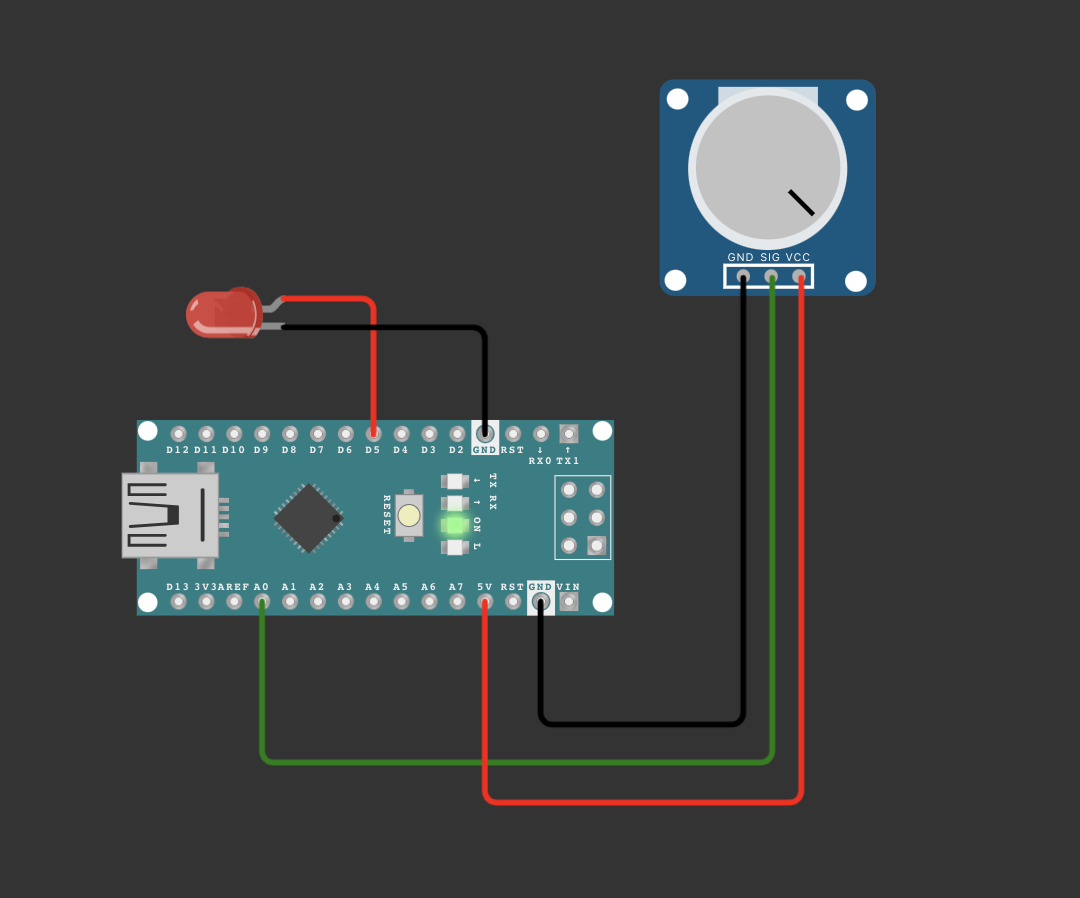 GND SIG VCC
D12 D11 D10 D9 D8 D7 D6 D5 D4 D3 D2 GND RST ↓ ↑
RX0 TX1
RESET
TX RX
← → ON L
D13 3V3 AREF A0 A1 A2 A3 A4 A5 A6 A7 5V RST GND VIN